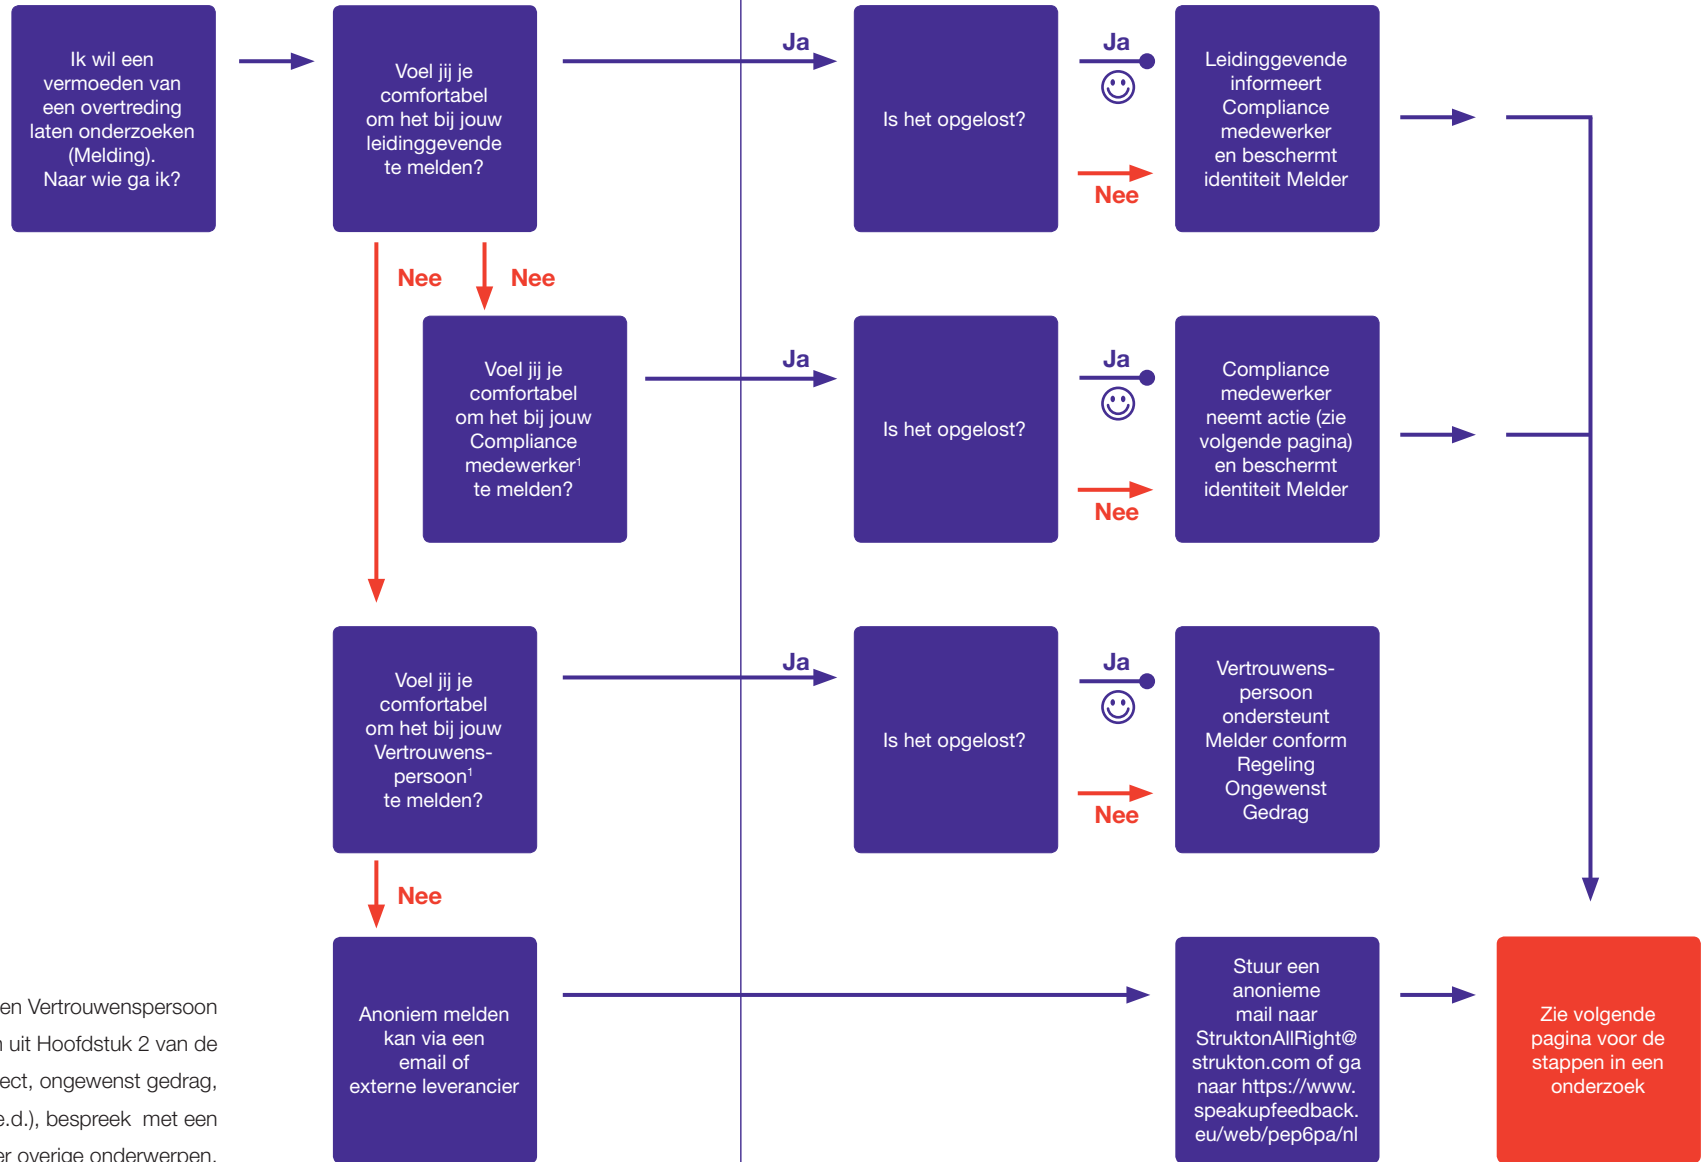 Ik wil een
vermoeden van
een overtreding
laten onderzoeken
(Melding).
Naar wie ga ik?
Voel jij je
comfortabel
om het bij jouw
leidinggevende
te melden?
Ja
Is het opgelost?
Ja
Nee
Leidinggevende
informeert
Compliance
medewerker
en beschermt
identiteit Melder
Nee
Nee
Voel jij je
comfortabel
om het bij jouw
Compliance
medewerker¹
te melden?
Ja
Is het opgelost?
Ja
Nee
Compliance
medewerker
neemt actie (zie
volgende pagina)
en beschermt
identiteit Melder
Voel jij je
comfortabel
om het bij jouw
Vertrouwens-
persoon¹
te melden?
Ja
Is het opgelost?
Ja
Nee
Vertrouwens-
persoon
ondersteunt
Melder conform
Regeling
Ongewenst
Gedrag
Nee
Anoniem melden
kan via een
email of
externe leverancier
Stuur een
anonieme
mail naar
StruktonAllRight@
strukton.com of ga
naar https://www.
speakupfeedback.
eu/web/pep6pa/nl
Zie volgende
pagina voor de
stappen in een
onderzoek
en Vertrouwenspersoon
uit Hoofdstuk 2 van de
ect, ongewenst gedrag,
e.d.), bespreek met een
er overige onderwerpen,